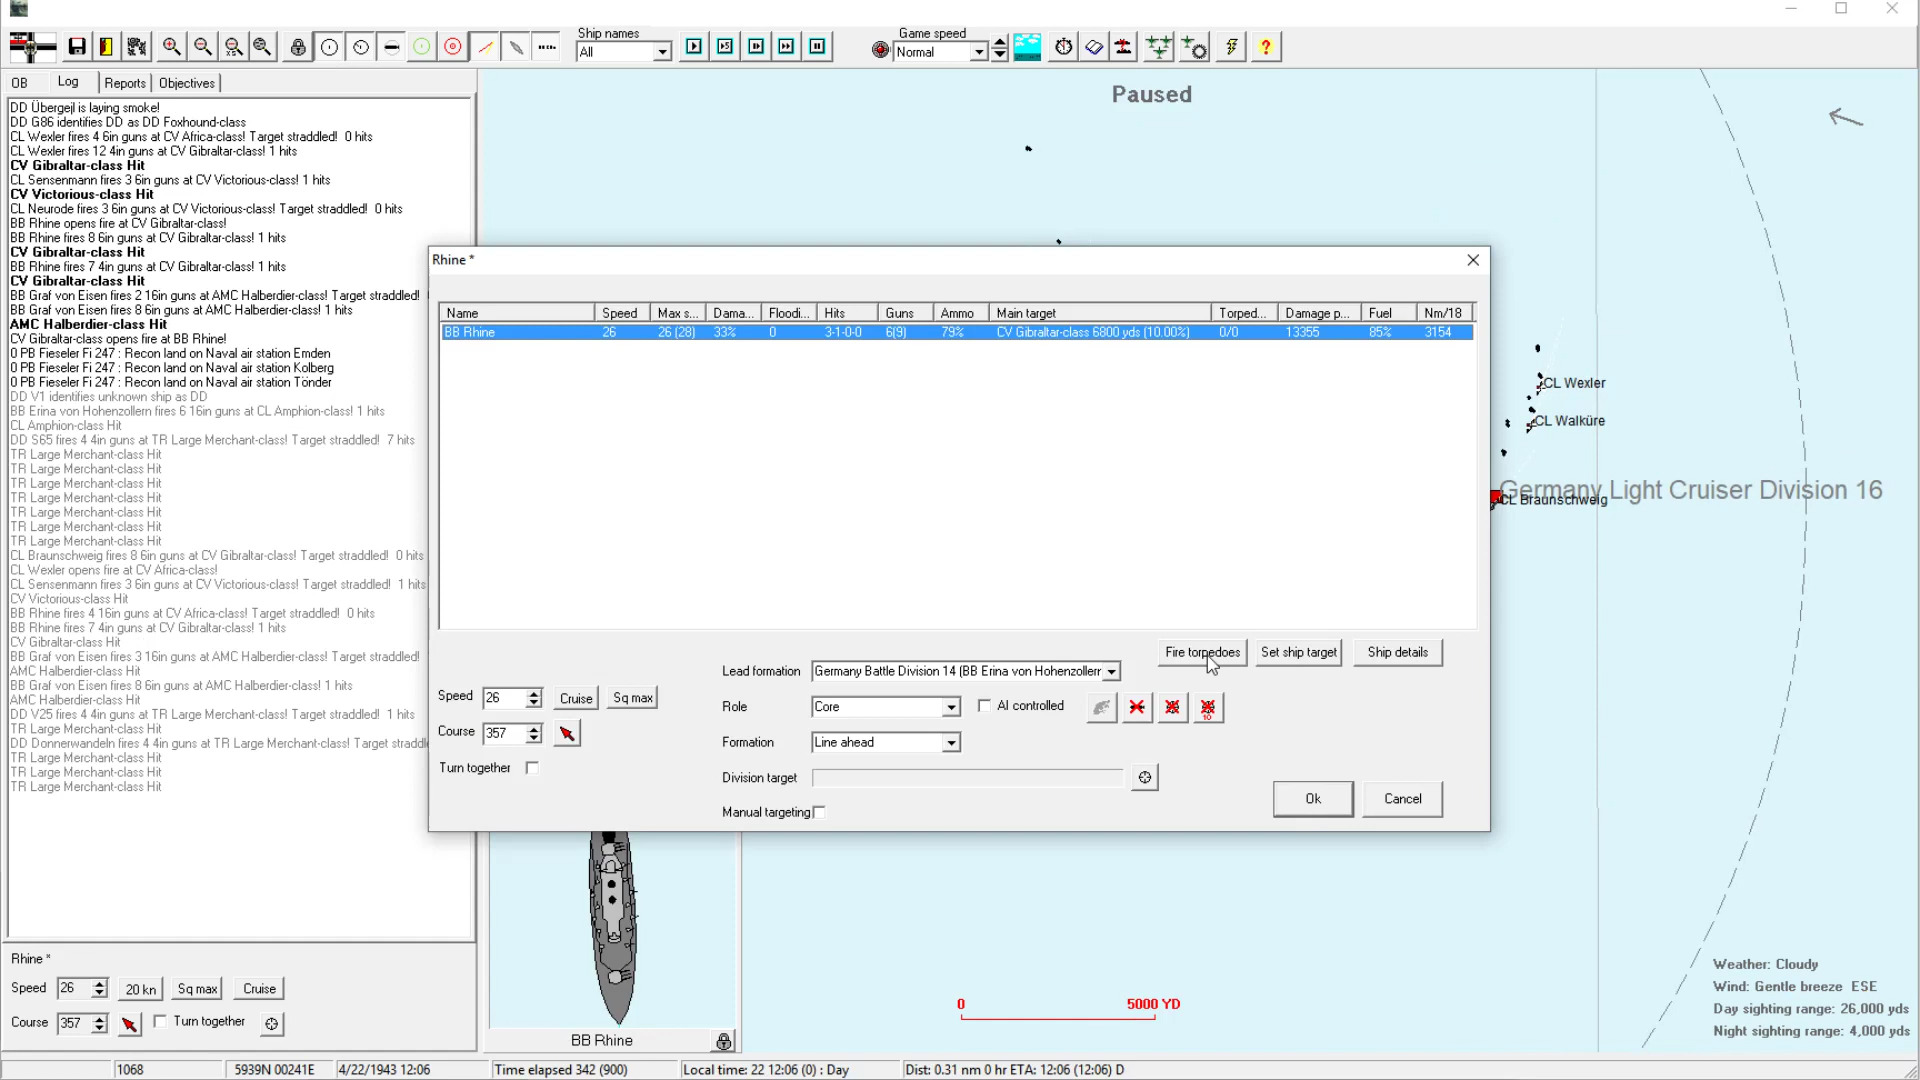 Ship names
All
Game speed
Normal
OB
Log
Reports
Objectives
DD Übergejl is laying smoke!
DD G86 identifies DD as DD Foxhound-class
CL Wexler fires 4 6in guns at CV Africa-class! Target straddled!  0 hits
CL Wexler fires 12 4in guns at CV Gibraltar-class! 1 hits
CV Gibraltar-class Hit
CL Sensenmann fires 3 6in guns at CV Victorious-class! 1 hits
CV Victorious-class Hit
CL Neurode fires 3 6in guns at CV Victorious-class! Target straddled!  0 hits
BB Rhine opens fire at CV Gibraltar-class!
BB Rhine fires 8 6in guns at CV Gibraltar-class! 1 hits
CV Gibraltar-class Hit
BB Rhine fires 7 4in guns at CV Gibraltar-class! 1 hits
CV Gibraltar-class Hit
BB Graf von Eisen fires 2 16in guns at AMC Halberdier-class! Target straddled!
BB Graf von Eisen fires 8 6in guns at AMC Halberdier-class! 1 hits
AMC Halberdier-class Hit
CV Gibraltar-class opens fire at BB Rhine!
0 PB Fieseler Fi 247 : Recon land on Naval air station Emden
0 PB Fieseler Fi 247 : Recon land on Naval air station Kolberg
0 PB Fieseler Fi 247 : Recon land on Naval air station Tönder
DD V1 identifies unknown ship as DD
BB Erina von Hohenzollern fires 6 16in guns at CL Amphion-class! 1 hits
CL Amphion-class Hit
DD S65 fires 4 4in guns at TR Large Merchant-class! Target straddled!  7 hits
TR Large Merchant-class Hit
TR Large Merchant-class Hit
TR Large Merchant-class Hit
TR Large Merchant-class Hit
TR Large Merchant-class Hit
TR Large Merchant-class Hit
TR Large Merchant-class Hit
CL Braunschweig fires 8 6in guns at CV Gibraltar-class! Target straddled!  0 hits
CL Wexler opens fire at CV Africa-class!
CL Sensenmann fires 3 6in guns at CV Victorious-class! Target straddled!  1 hits
CV Victorious-class Hit
BB Rhine fires 4 16in guns at CV Africa-class! Target straddled!  0 hits
BB Rhine fires 7 4in guns at CV Gibraltar-class! 1 hits
CV Gibraltar-class Hit
BB Graf von Eisen fires 3 16in guns at AMC Halberdier-class! Target straddled!
AMC Halberdier-class Hit
BB Graf von Eisen fires 8 6in guns at AMC Halberdier-class! 1 hits
AMC Halberdier-class Hit
DD V25 fires 4 4in guns at TR Large Merchant-class! Target straddled!  1 hits
TR Large Merchant-class Hit
DD Donnerwandeln fires 4 4in guns at TR Large Merchant-class! Target straddl
TR Large Merchant-class Hit
TR Large Merchant-class Hit
TR Large Merchant-class Hit
Rhine *
Speed 26 20 kn Sq max Cruise
Course 357 Turn together
Paused
CL Wexler
CL Walküre
Germany Light Cruiser Division 16
CL Braunschweig
Rhine *
Name Speed Max s... Dama... Floodi... Hits Guns Ammo Main target Torped... Damage p... Fuel Nm/18
BB Rhine 26 26 (28) 33% 0 3-1-0-0 6(9) 79% CV Gibraltar-class 6800 yds (10.00%) 0/0 13355 85% 3154
Fire torpedoes Set ship target Ship details
Lead formation Germany Battle Division 14 (BB Erina von Hohenzollerr
Speed 26 Cruise Sq max
Role Core AI controlled
10
Course 357
Formation Line ahead
Turn together
Division target
Manual targeting
Ok Cancel
BB Rhine
0 5000 YD
Weather: Cloudy
Wind: Gentle breeze  ESE
Day sighting range: 26,000 yds
Night sighting range: 4,000 yds
1068 5939N 00241E 4/22/1943 12:06 Time elapsed 342 (900) Local time: 22 12:06 (0) : Day Dist: 0.31 nm 0 hr ETA: 12:06 (12:06) D